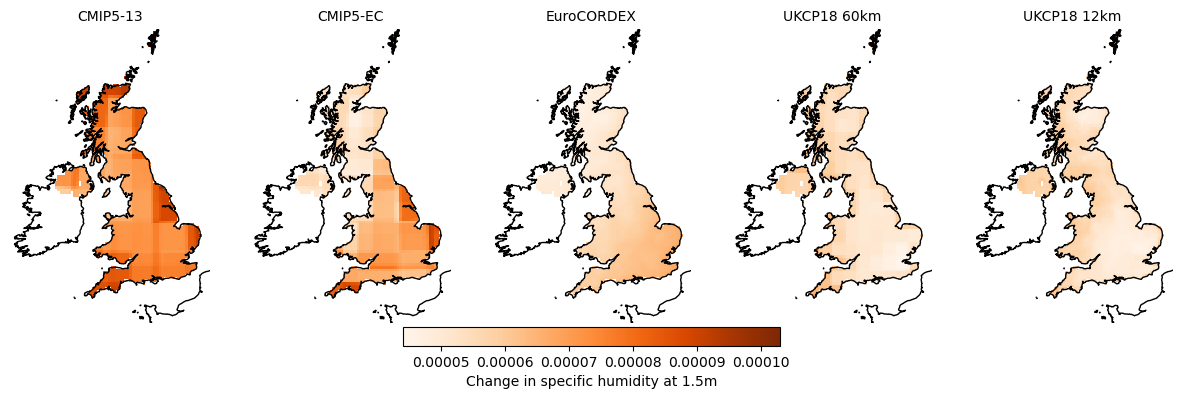 CMIP5-13 CMIP5-EC EuroCORDEX UKCP18 60km UKCP18 12km
0.00005 0.00006 0.00007 0.00008 0.00009 0.00010
Change in specific humidity at 1.5m